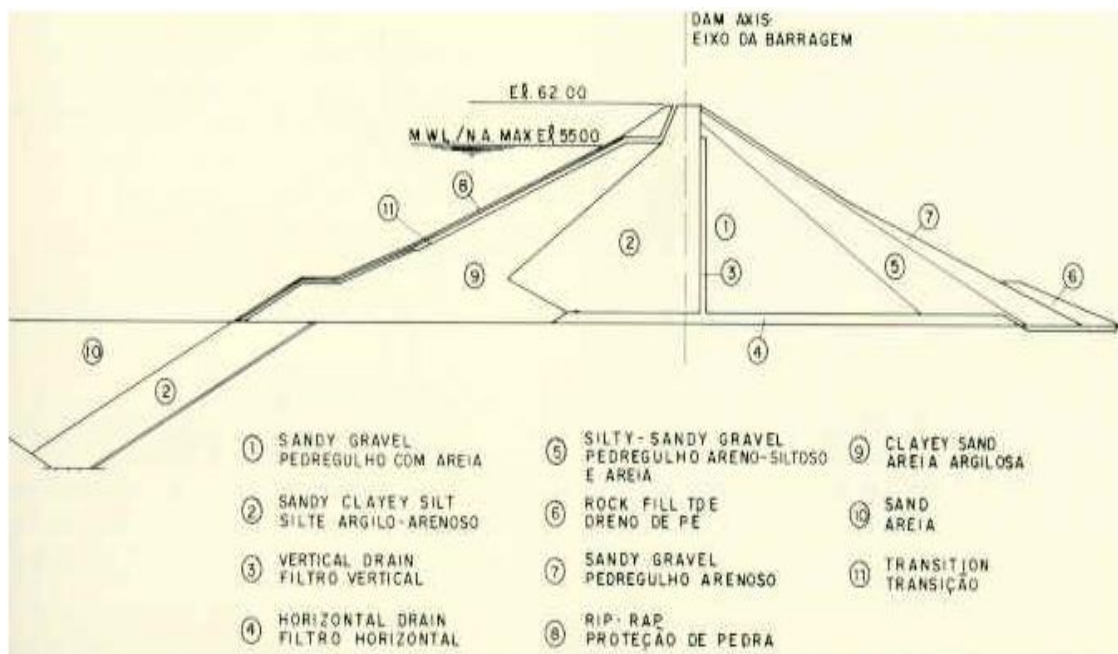 DAM AXIS
EIXO DA BARRAGEM
Eℓ. 62.00
M.W.L./N.A. MAX Eℓ 55.00
8
11
9
2
1
3
7
5
6
4
10
2
1 SANDY GRAVEL
PEDREGULHO COM AREIA
2 SANDY CLAYEY SILT
SILTE ARGILO-ARENOSO
3 VERTICAL DRAIN
FILTRO VERTICAL
4 HORIZONTAL DRAIN
FILTRO HORIZONTAL
5 SILTY-SANDY GRAVEL
PEDREGULHO ARENO-SILTOSO
E AREIA
6 ROCK FILL TOE
DRENO DE PÉ
7 SANDY GRAVEL
PEDREGULHO ARENOSO
8 RIP-RAP
PROTEÇÃO DE PEDRA
9 CLAYEY SAND
AREIA ARGILOSA
10 SAND
AREIA
11 TRANSITION
TRANSIÇÃO